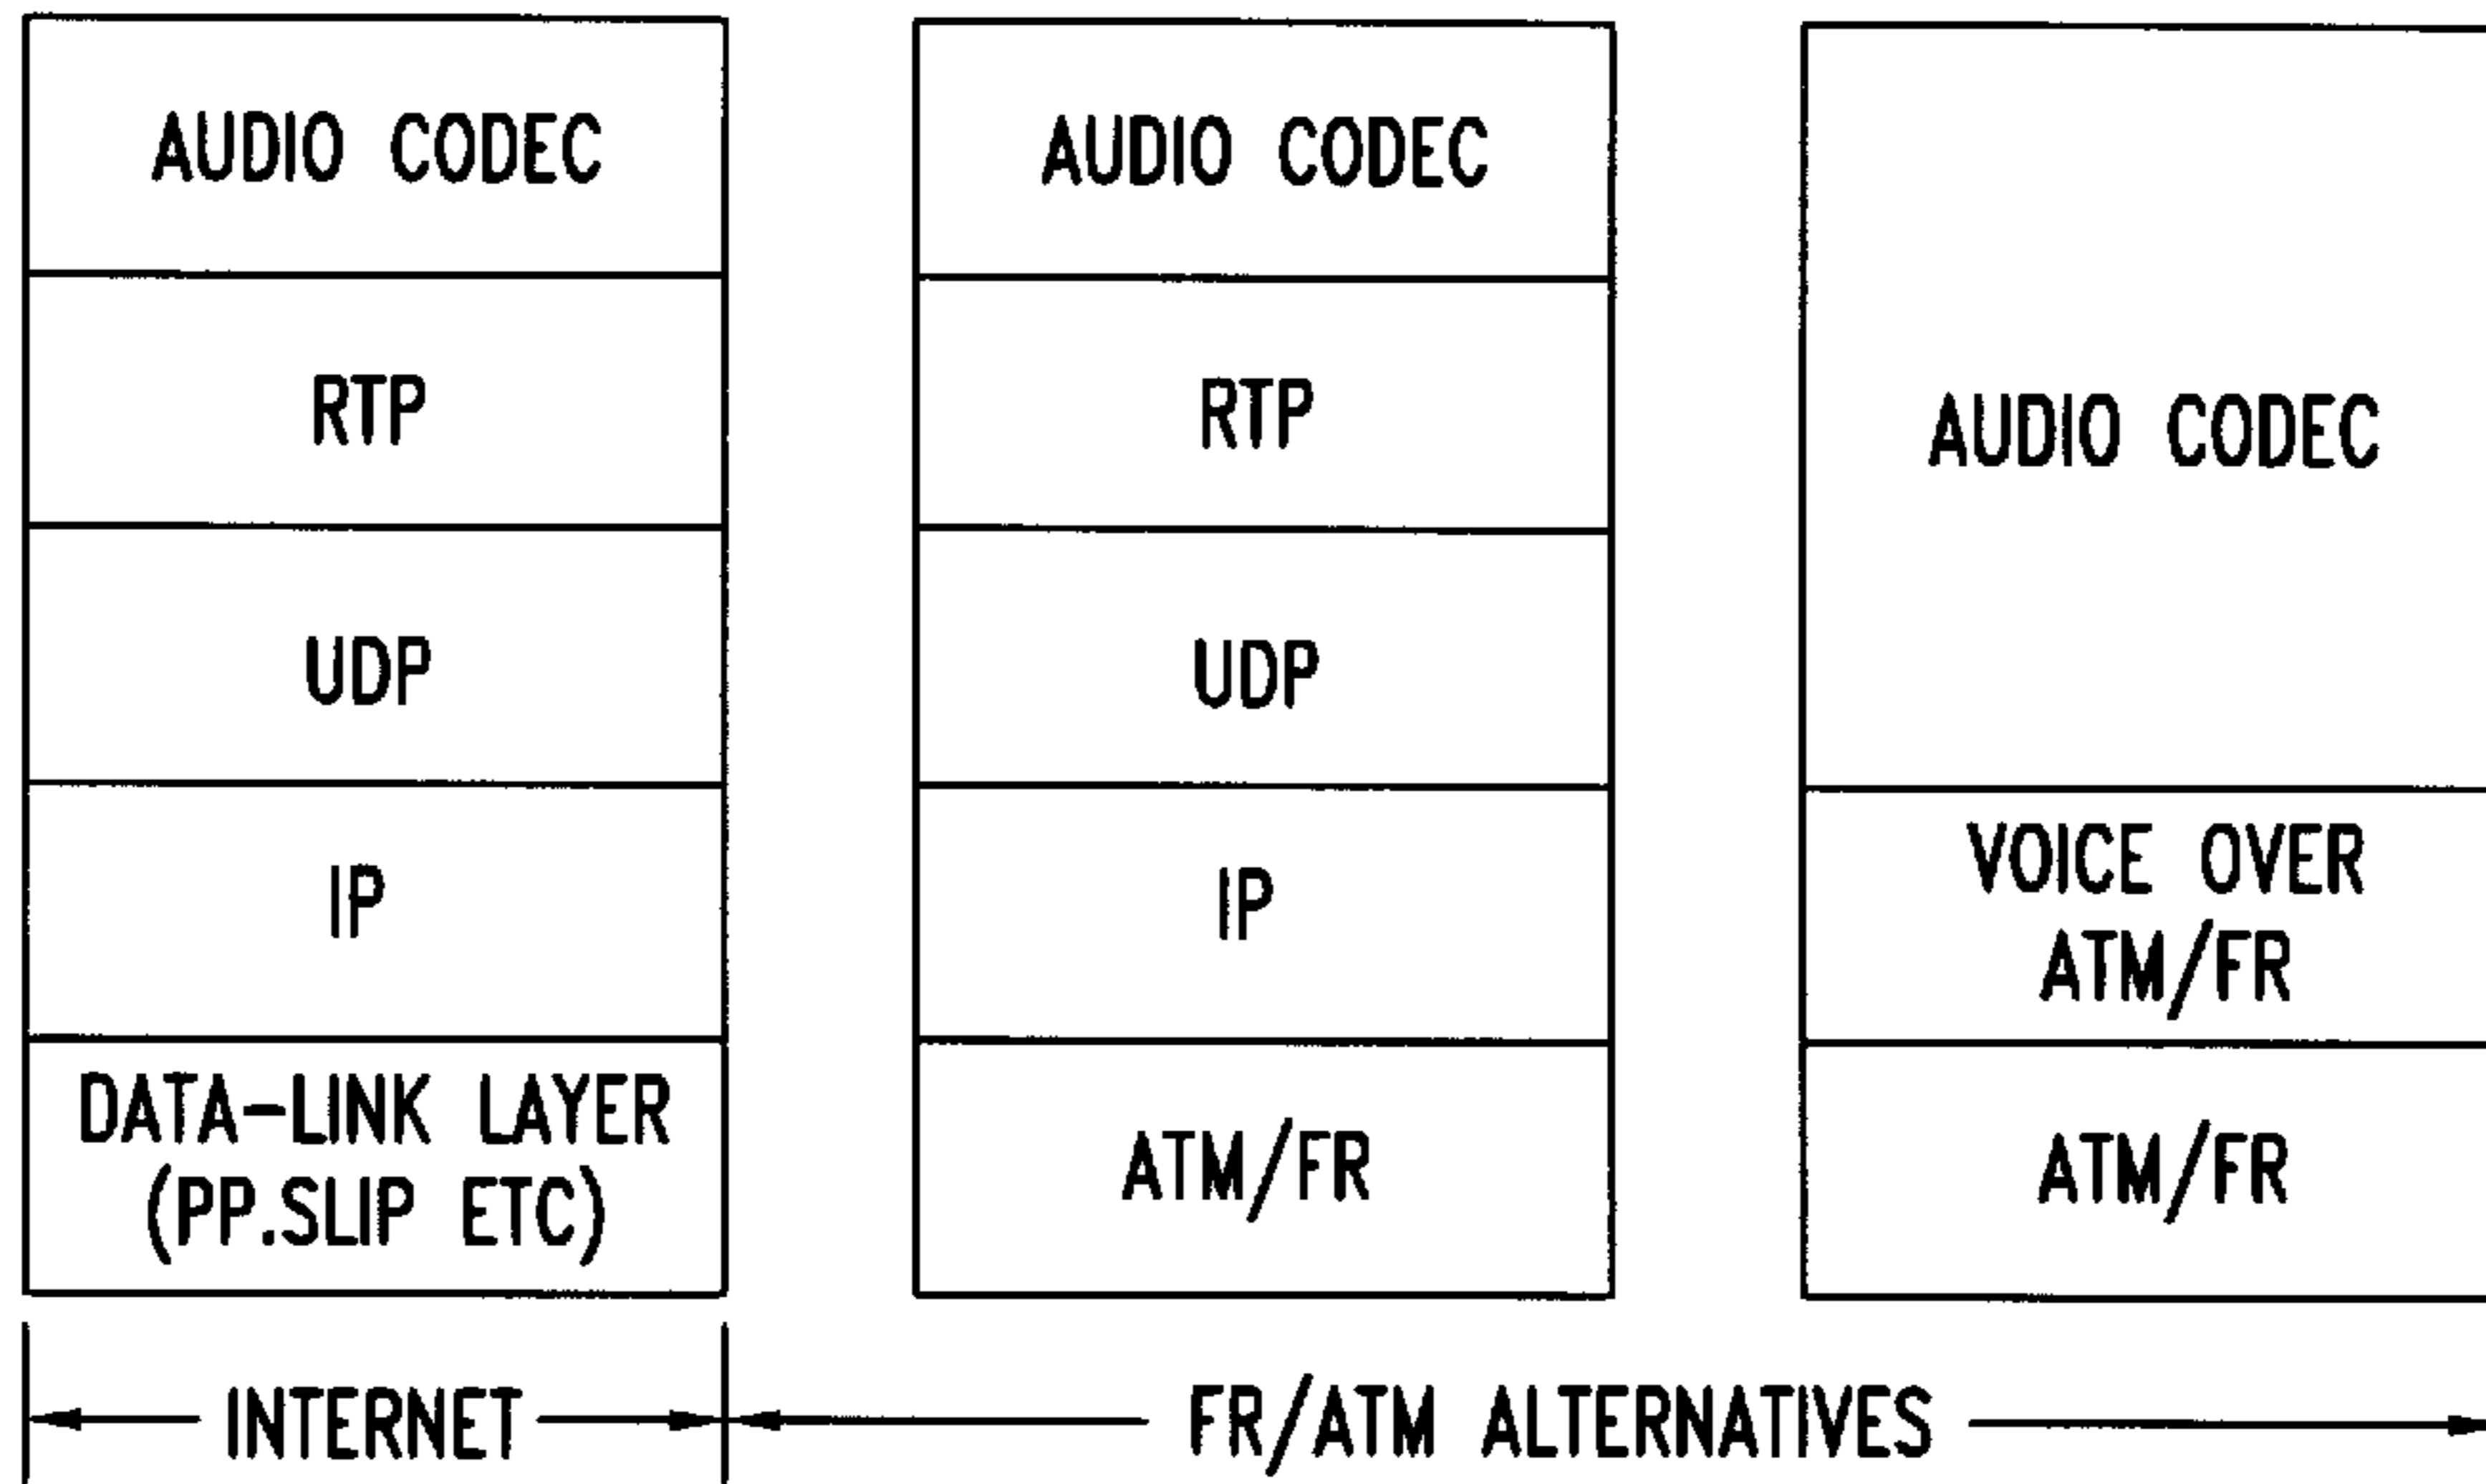 AUDIO CODEC
RTP
UDP
IP
DATA-LINK LAYER
(PP.SLIP ETC)
AUDIO CODEC
RTP
UDP
IP
ATM/FR
AUDIO CODEC
VOICE OVER
ATM/FR
ATM/FR
INTERNET
FR/ATM ALTERNATIVES